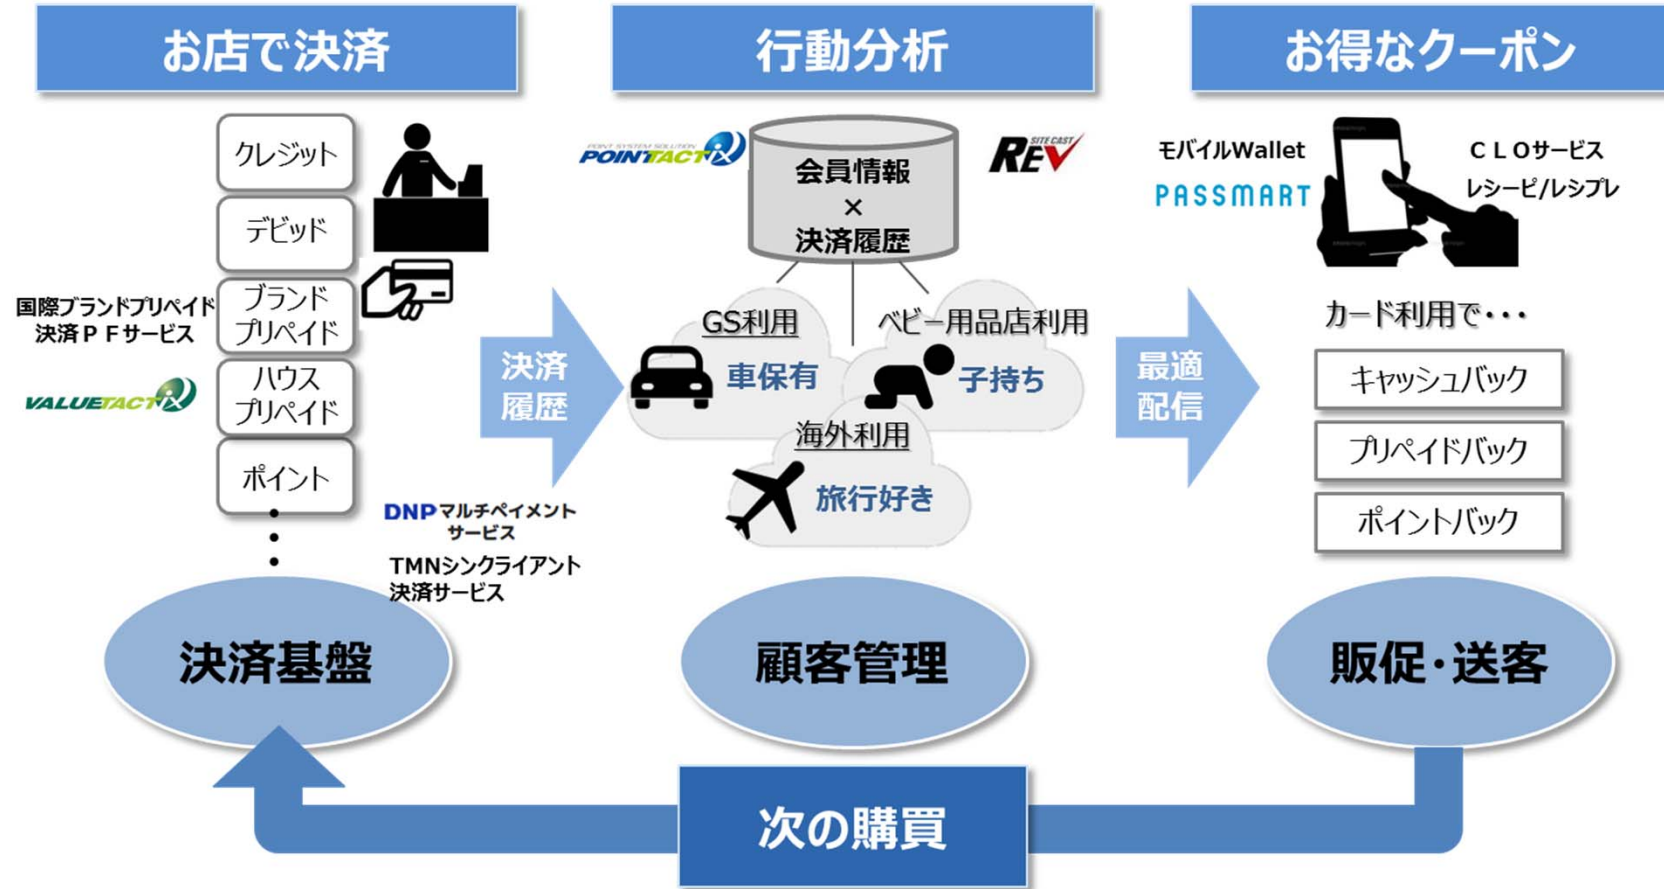 お店で決済
クレジット
デビッド
国際ブランドプリペイド
決済ＰＦサービス
ブランド
プリペイド
VALUETACTIX
ハウス
プリペイド
ポイント
DNPマルチペイメント
サービス
TMNシンクライアント
決済サービス
決済基盤
決済
履歴
行動分析
POINT SYSTEM SOLUTION
POINTTACTIX
SITE CAST
REV
会員情報
×
決済履歴
GS利用
車保有
ベビー用品店利用
子持ち
海外利用
旅行好き
顧客管理
最適
配信
お得なクーポン
モバイルWallet
PASSMART
ＣＬＯサービス
レシーピ/レシプレ
カード利用で・・・
キャッシュバック
プリペイドバック
ポイントバック
販促・送客
次の購買